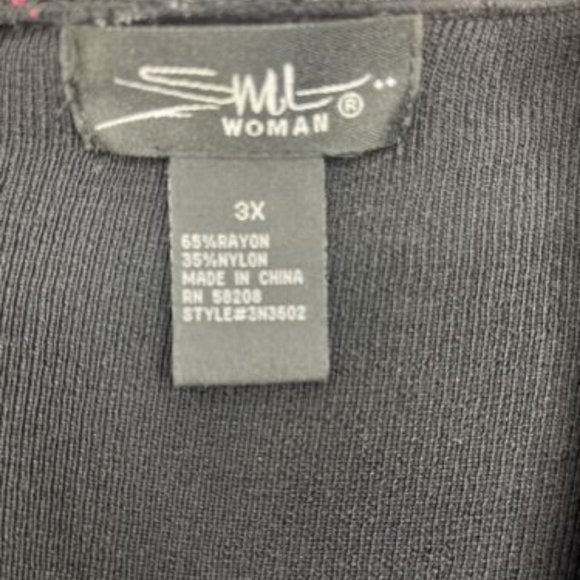 SML ®
WOMAN
3X
65%RAYON
35%NYLON
MADE IN CHINA
RN 58208
STYLE#3N3602